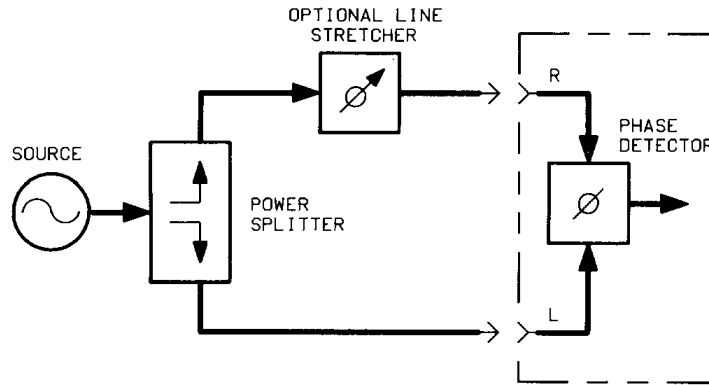 OPTIONAL LINE
STRETCHER
R
PHASE
DETECTOR
SOURCE
POWER
SPLITTER
L